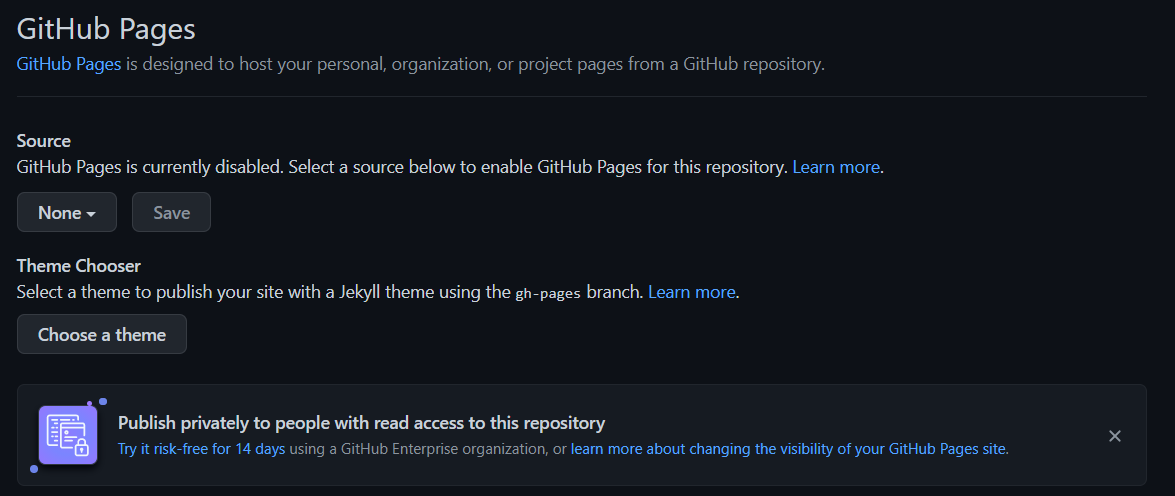 GitHub Pages
GitHub Pages is designed to host your personal, organization, or project pages from a GitHub repository.
Source
GitHub Pages is currently disabled. Select a source below to enable GitHub Pages for this repository. Learn more.
None Save
Theme Chooser
Select a theme to publish your site with a Jekyll theme using the gh-pages branch. Learn more.
Choose a theme
Publish privately to people with read access to this repository
Try it risk-free for 14 days using a GitHub Enterprise organization, or learn more about changing the visibility of your GitHub Pages site.